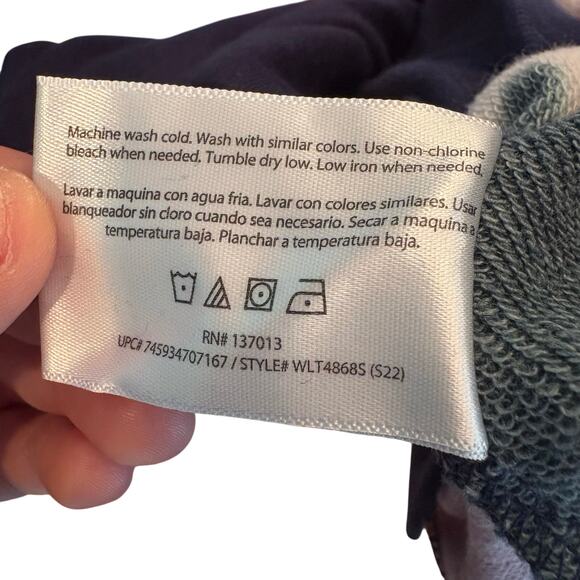 Machine wash cold. Wash with similar colors. Use non-chlorine
bleach when needed. Tumble dry low. Low iron when needed.
Lavar a maquina con agua fria. Lavar con colores similares. Usar
blanqueador sin cloro cuando sea necesario. Secar a maquina a
temperatura baja. Planchar a temperatura baja.
RN# 137013
UPC# 745934707167 / STYLE# WLT4868S (S22)